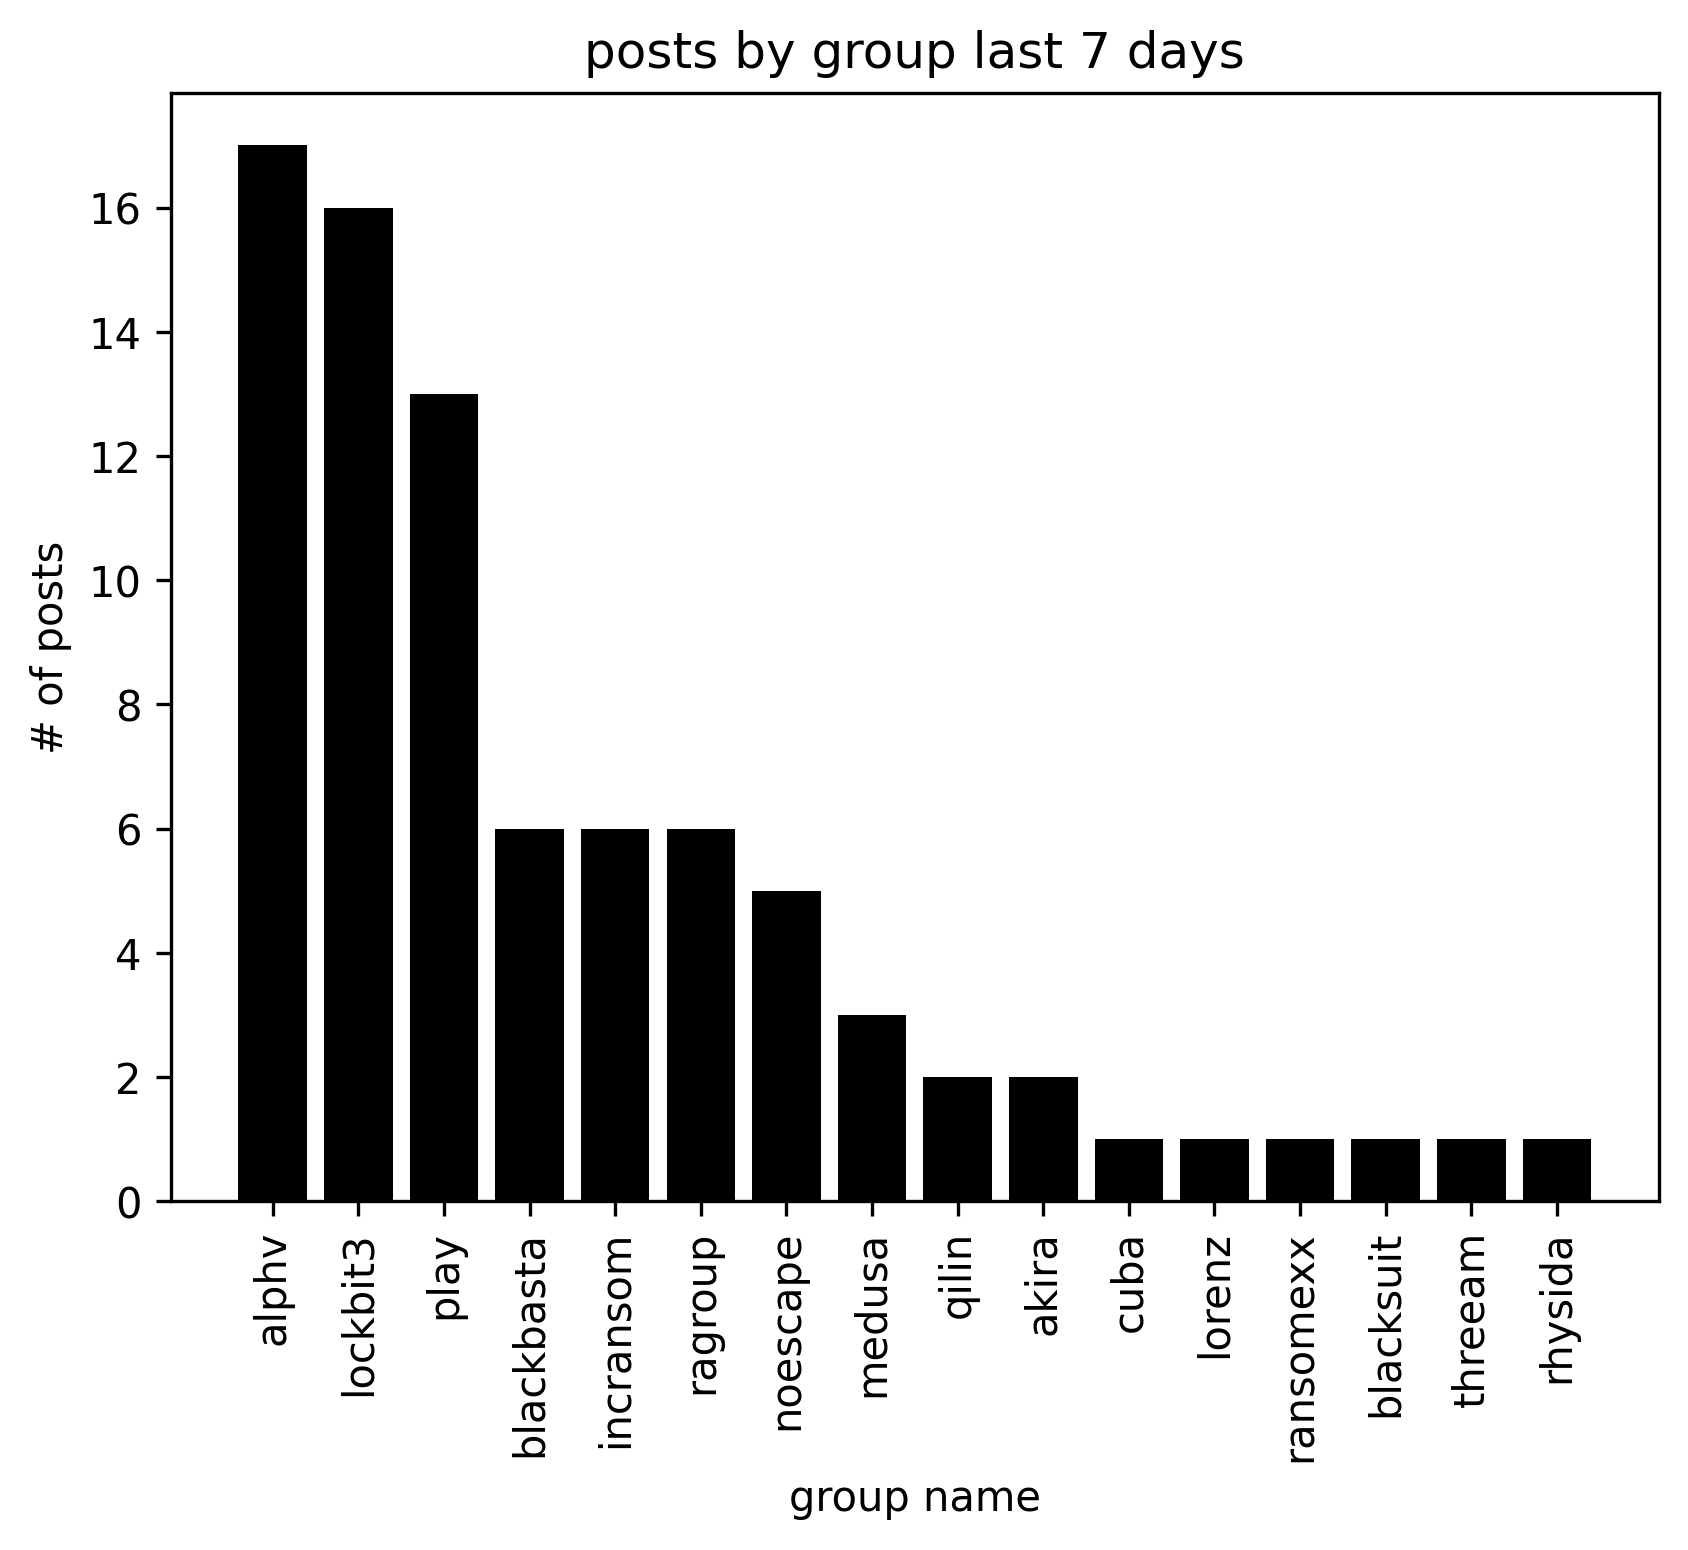 posts by group last 7 days
# of posts
16
14
12
10
8
6
4
2
0
alphv
lockbit3
play
blackbasta
incransom
ragroup
noescape
medusa
qilin
akira
cuba
lorenz
ransomexx
blacksuit
threeam
rhysida
group name